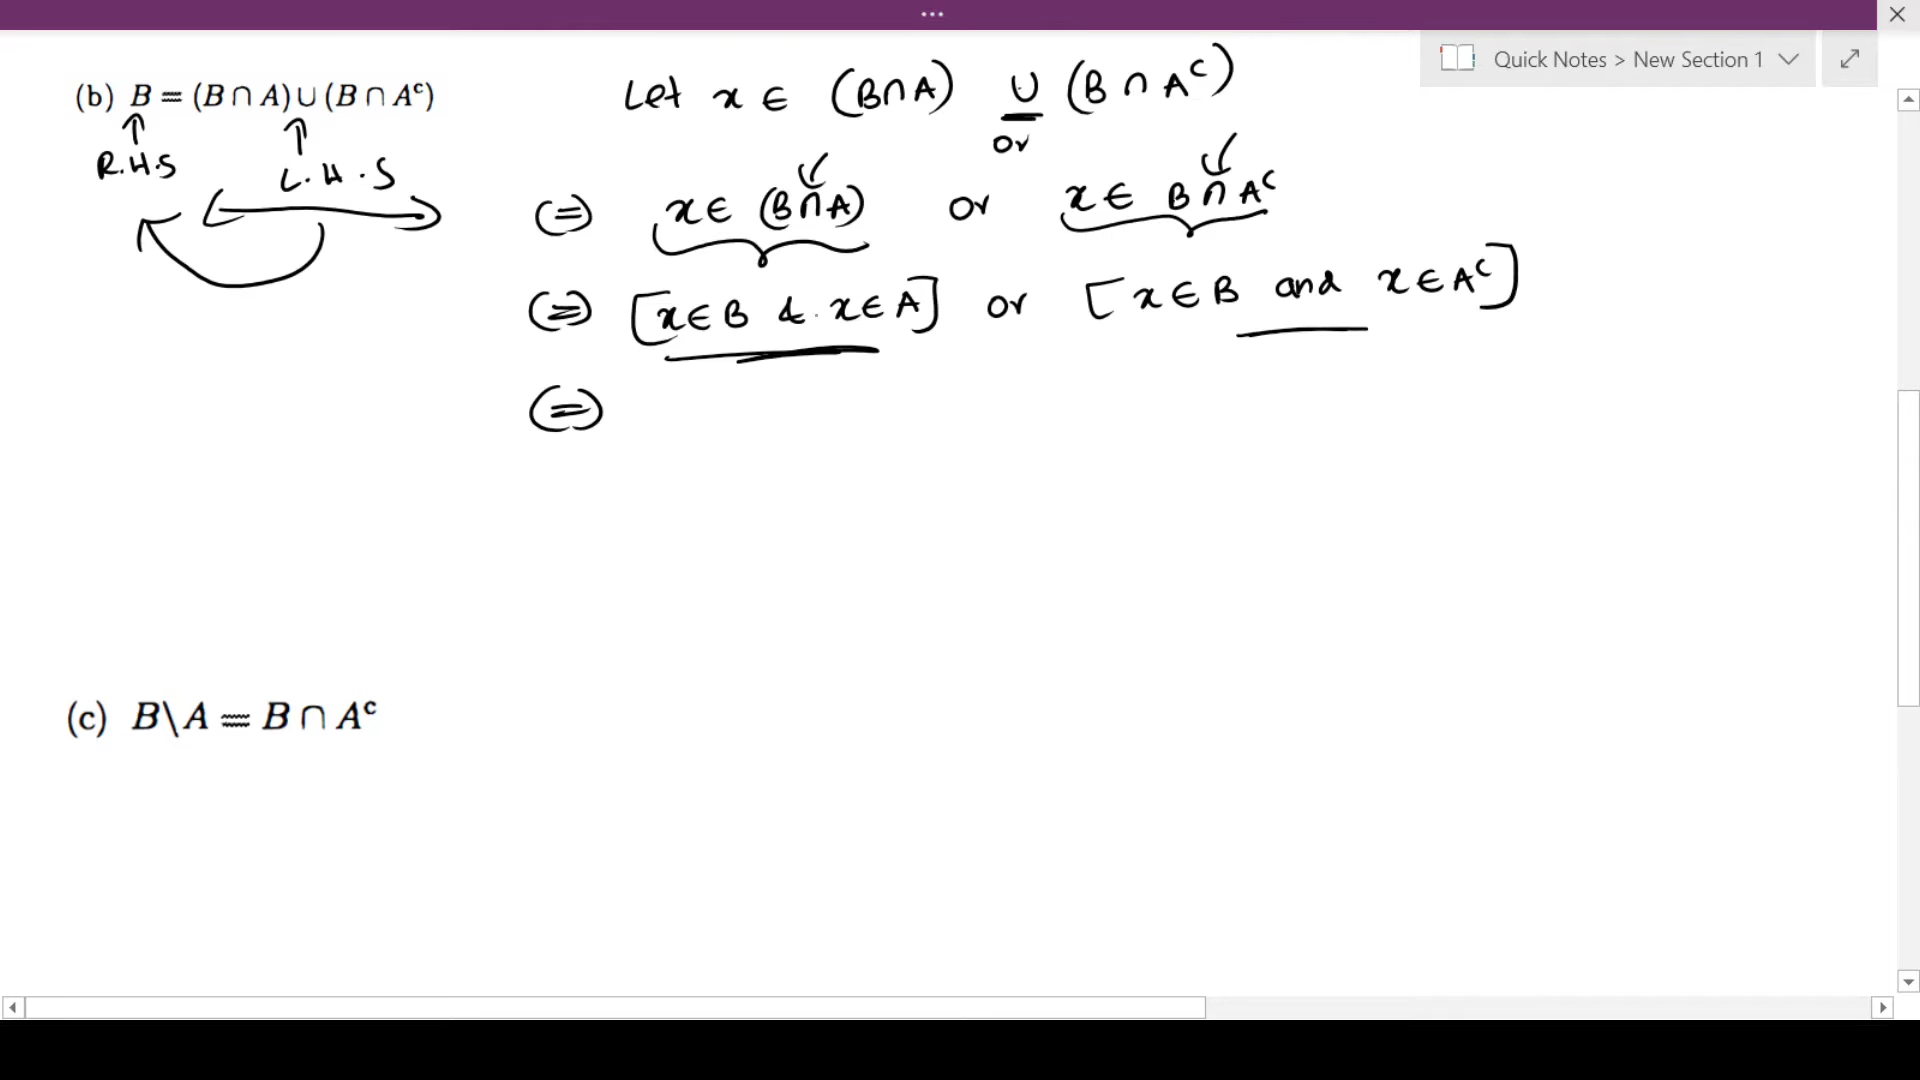 ...
Quick Notes > New Section 1
(b) B = (B ∩ A) ∪ (B ∩ Aᶜ)
Let x ∈ (B∩A) ∪ (B ∩ Aᶜ)
or
R.H.S
L.H.S
(=) x ∈ (B∩A) or x ∈ B ∩ Aᶜ
(=) [x ∈ B & x ∈ A] or [x ∈ B and x ∈ Aᶜ]
(=)
(c) B\A = B ∩ Aᶜ